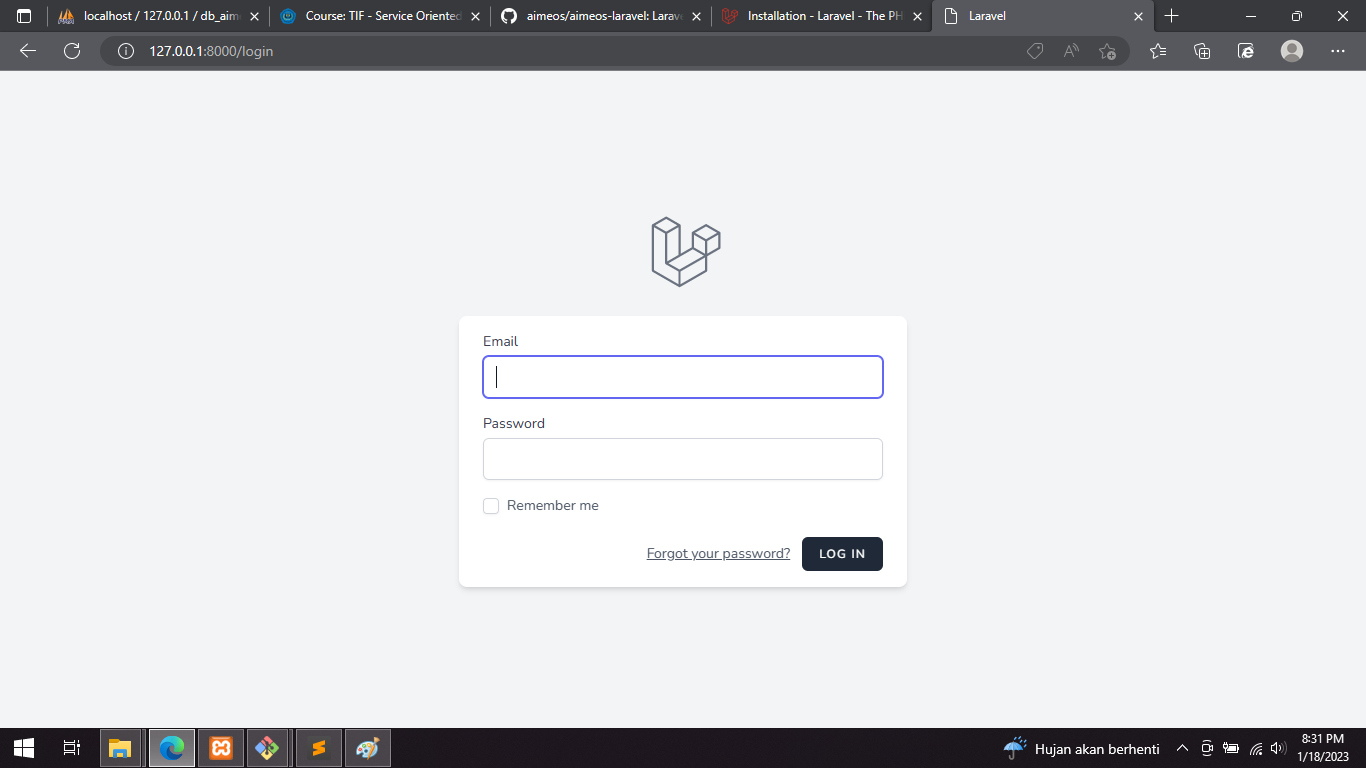 localhost / 127.0.0.1 / db_aim
Course: TIF - Service Oriented
aimeos/aimeos-laravel: Larav
Installation - Laravel - The PH
Laravel
127.0.0.1:8000/login
Email
Password
Remember me
Forgot your password?
LOG IN
Hujan akan berhenti
8:31 PM
1/18/2023